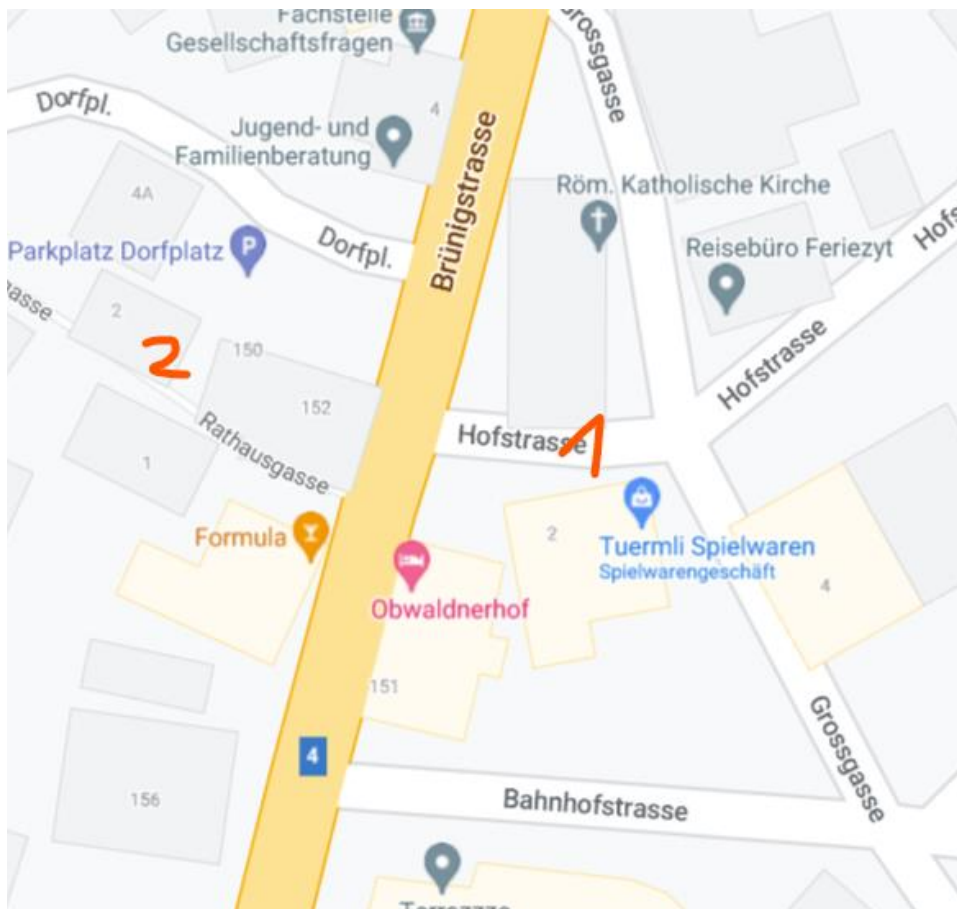 Fachstelle
Gesellschaftsfragen
Grossgasse
Dorfpl.
4
Jugend- und
Familienberatung
Brünigstrasse
4A
Röm. Katholische Kirche
Parkplatz Dorfplatz
P
Dorfpl.
Reisebüro Feriezyt
Hofs
rasse
2
2
150
152
Hofstrasse
Rathausgasse
Hofstrasse
1
1
Formula
2
Tuermli Spielwaren
Spielwarengeschäft
Obwaldnerhof
4
151
4
Grossgasse
156
Bahnhofstrasse